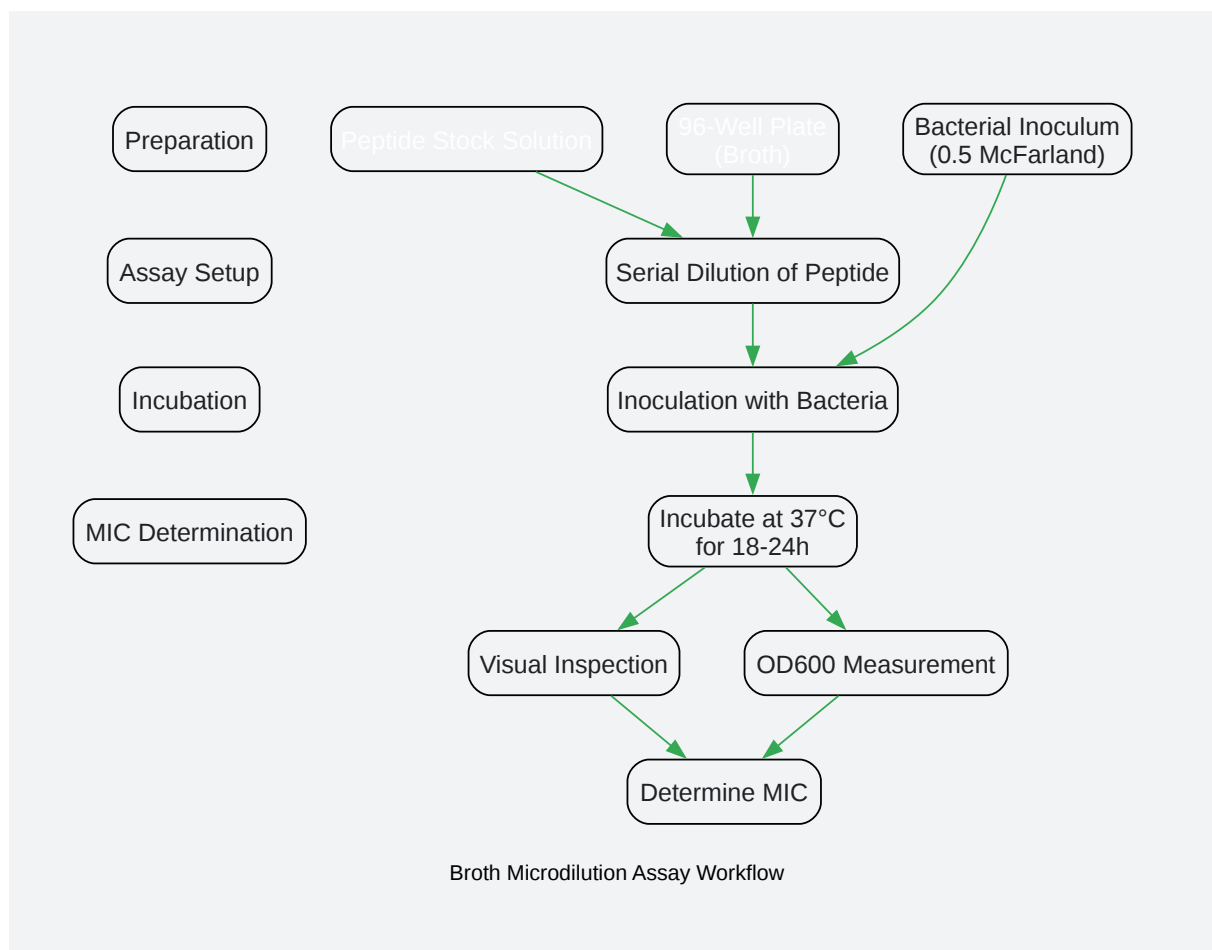 Preparation
Peptide Stock Solution
96-Well Plate
(Broth)
Bacterial Inoculum
(0.5 McFarland)
Assay Setup
Serial Dilution of Peptide
Incubation
Inoculation with Bacteria
MIC Determination
Incubate at 37°C
for 18-24h
Visual Inspection
OD600 Measurement
Determine MIC
Broth Microdilution Assay Workflow